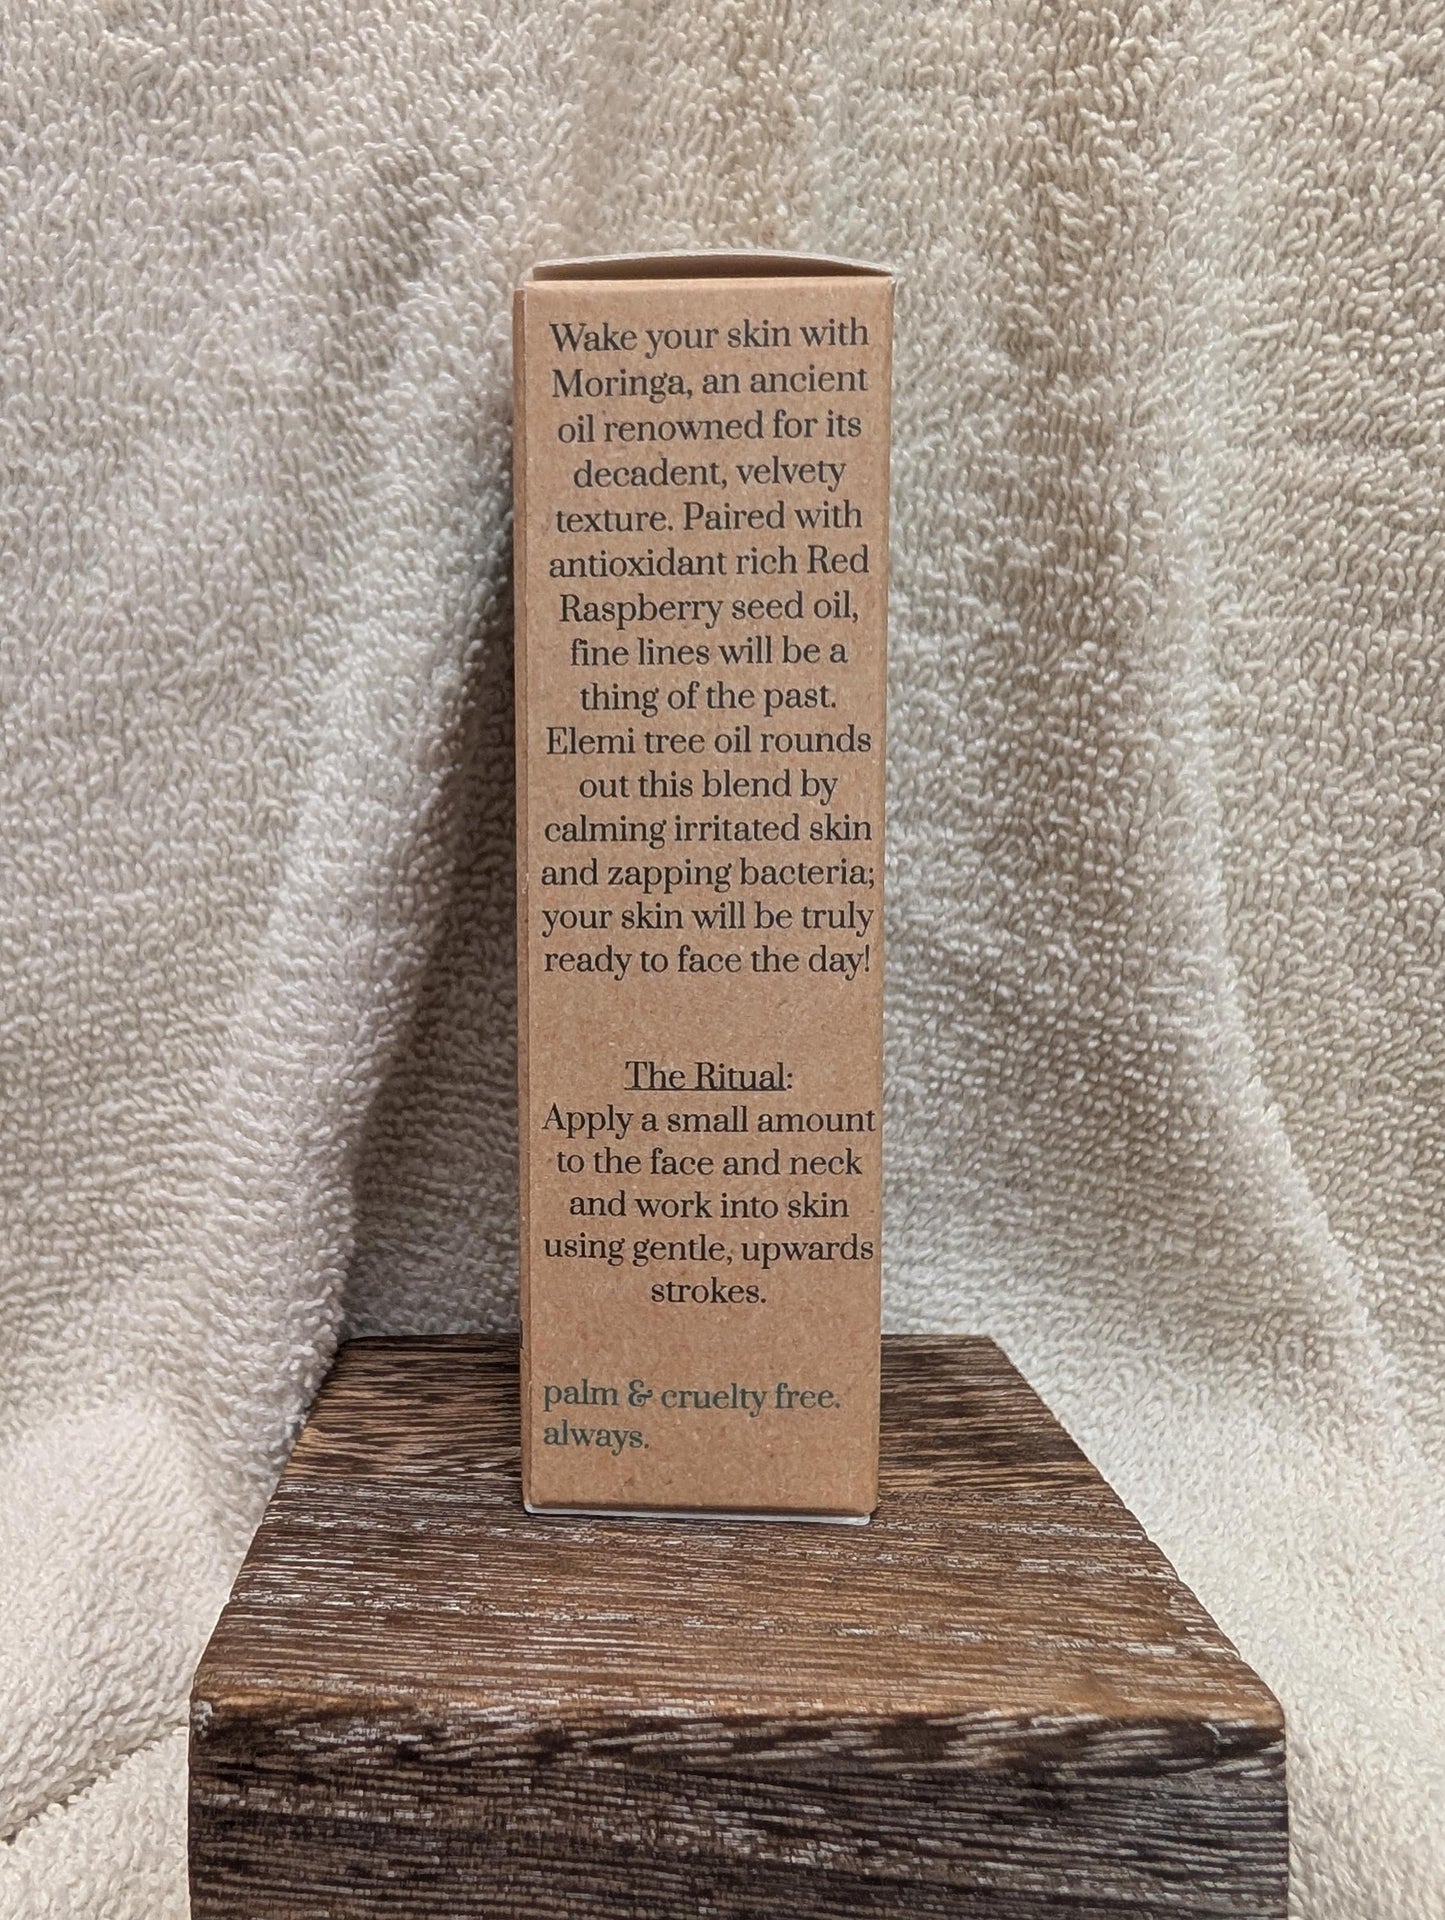 Wake your skin with
Moringa, an ancient
oil renowned for its
decadent, velvety
texture. Paired with
antioxidant rich Red
Raspberry seed oil,
fine lines will be a
thing of the past.
Elemi tree oil rounds
out this blend by
calming irritated skin
and zapping bacteria;
your skin will be truly
ready to face the day!
The Ritual:
Apply a small amount
to the face and neck
and work into skin
using gentle, upwards
strokes.
palm & cruelty free.
always.